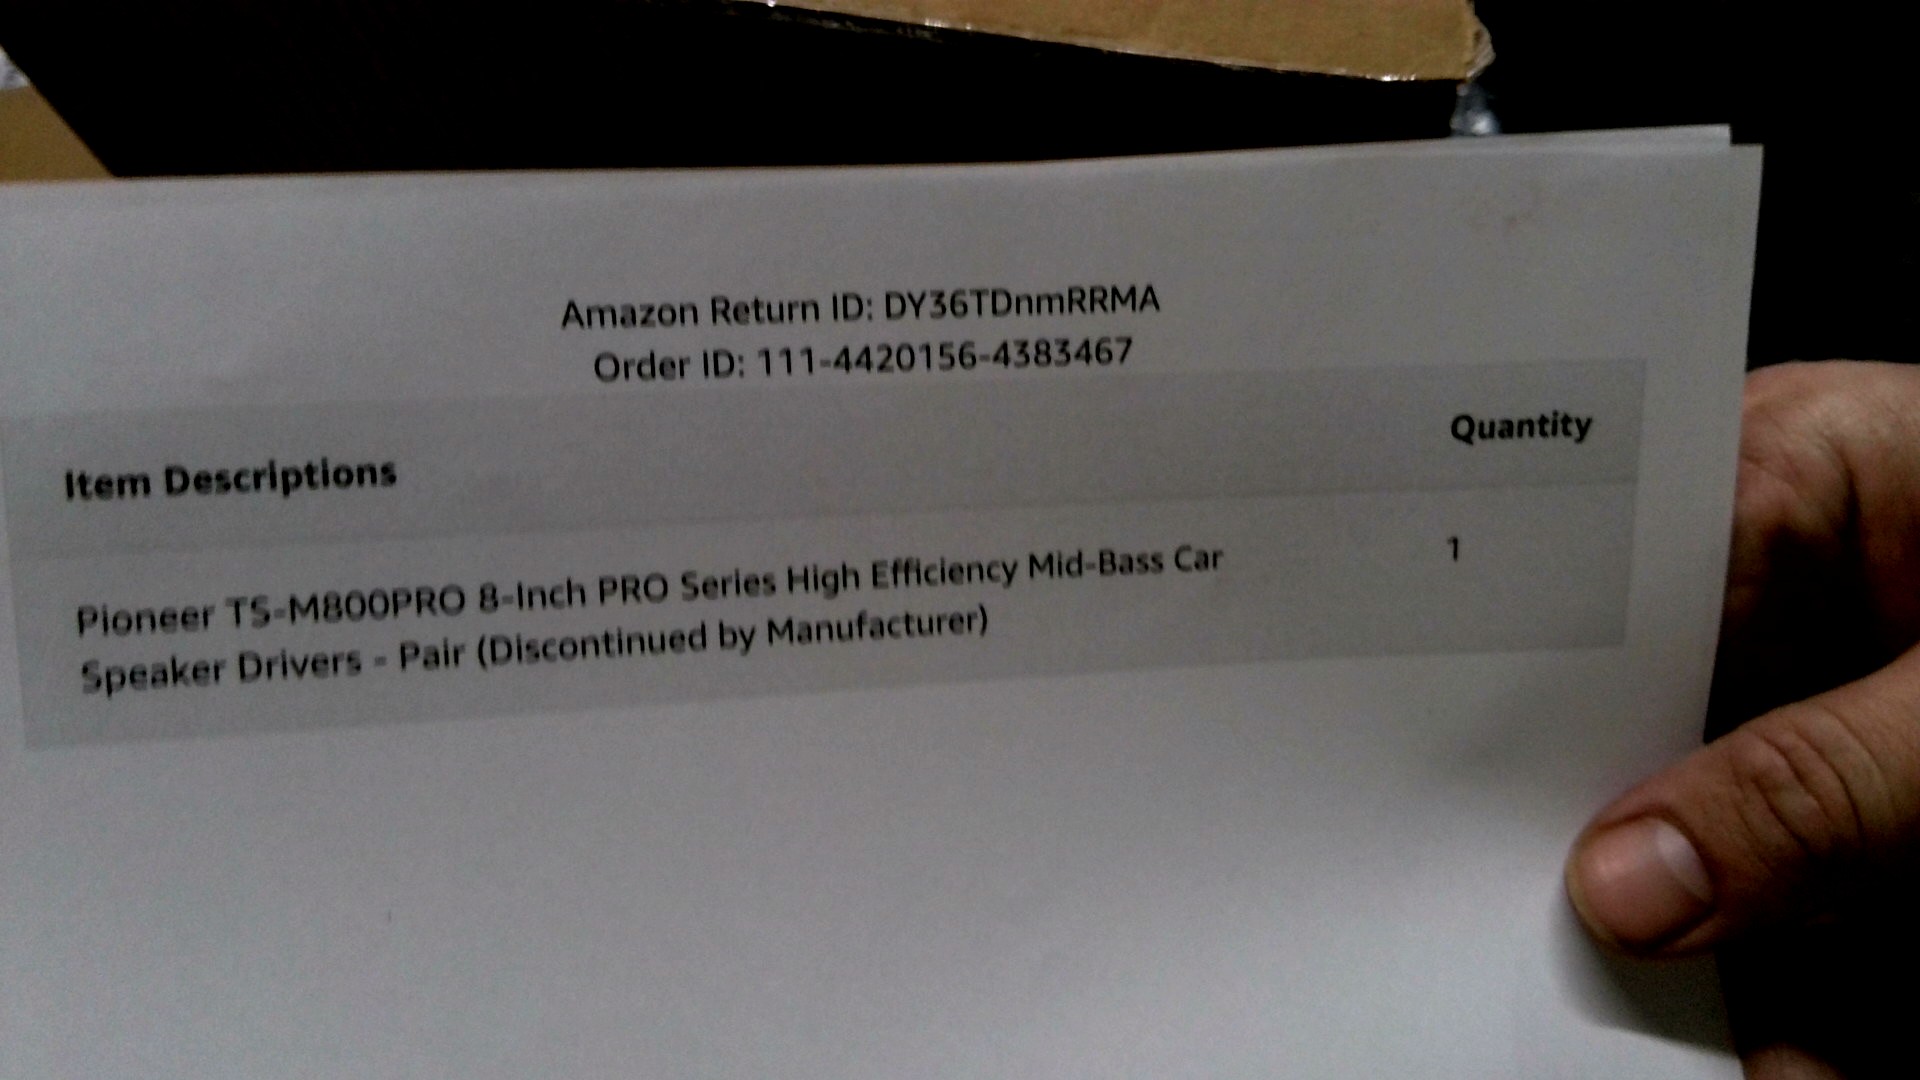 Amazon Return ID: DY36TDnmRRMA
Order ID: 111-4420156-4383467
Item Descriptions Quantity
Pioneer TS-M800PRO 8-Inch PRO Series High Efficiency Mid-Bass Car 1
Speaker Drivers - Pair (Discontinued by Manufacturer)